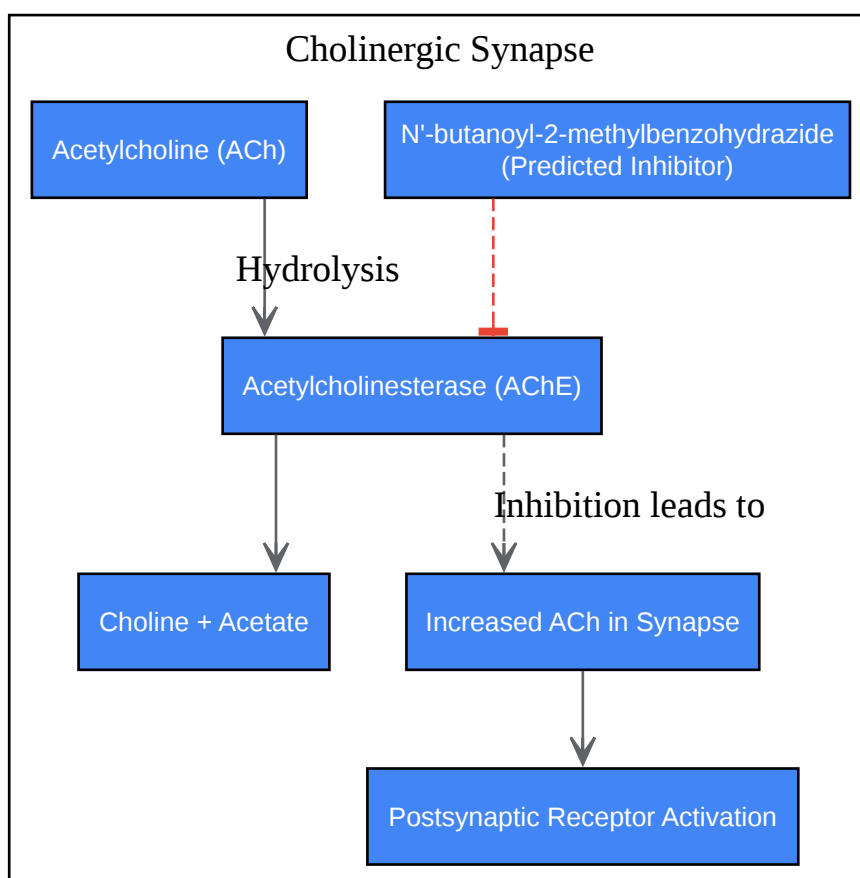 Cholinergic Synapse
Acetylcholine (ACh)
N'-butanoyl-2-methylbenzohydrazide
(Predicted Inhibitor)
Hydrolysis
Acetylcholinesterase (AChE)
Inhibition leads to
Choline + Acetate
Increased ACh in Synapse
Postsynaptic Receptor Activation